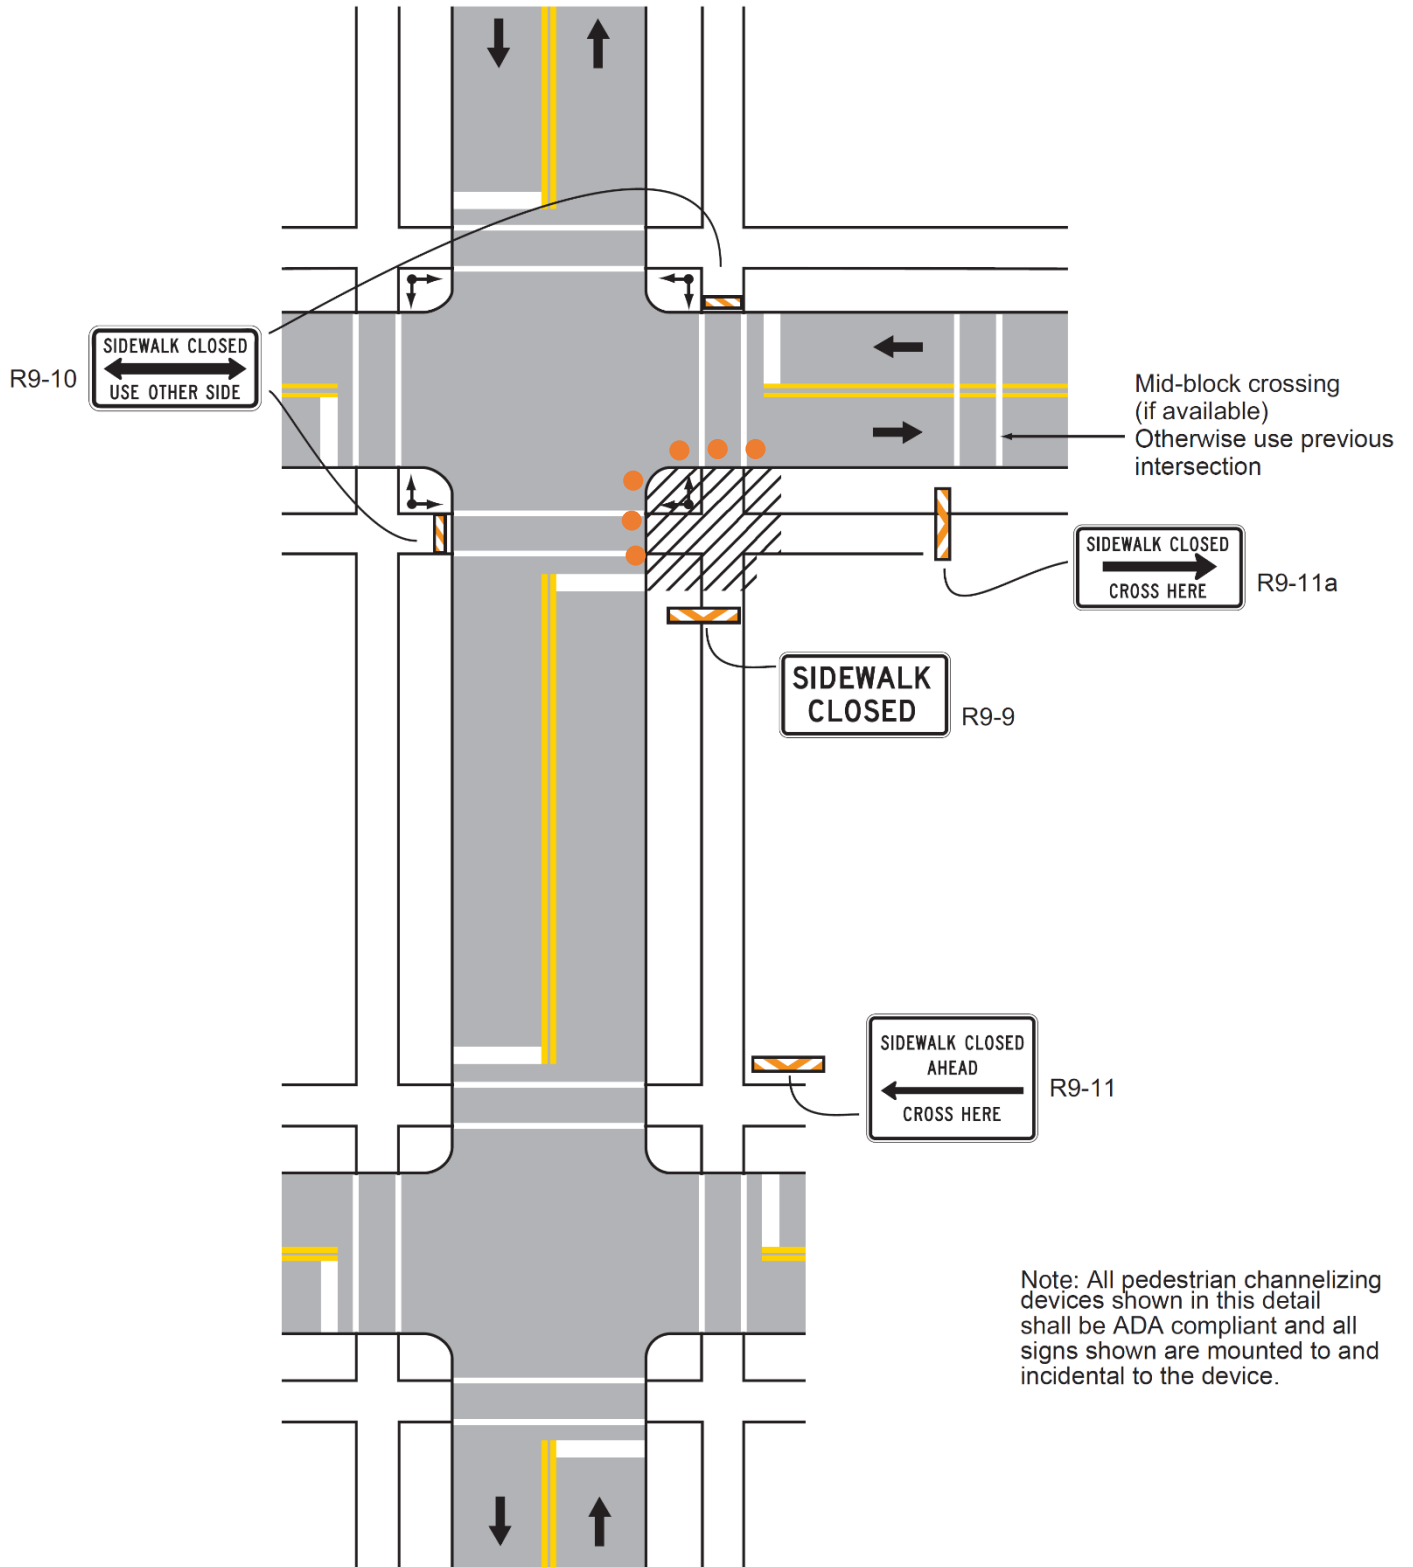 R9-10
SIDEWALK CLOSED
USE OTHER SIDE
Mid-block crossing
(if available)
Otherwise use previous
intersection
SIDEWALK CLOSED
CROSS HERE
R9-11a
SIDEWALK
CLOSED
R9-9
SIDEWALK CLOSED
AHEAD
CROSS HERE
R9-11
Note: All pedestrian channelizing
devices shown in this detail
shall be ADA compliant and all
signs shown are mounted to and
incidental to the device.